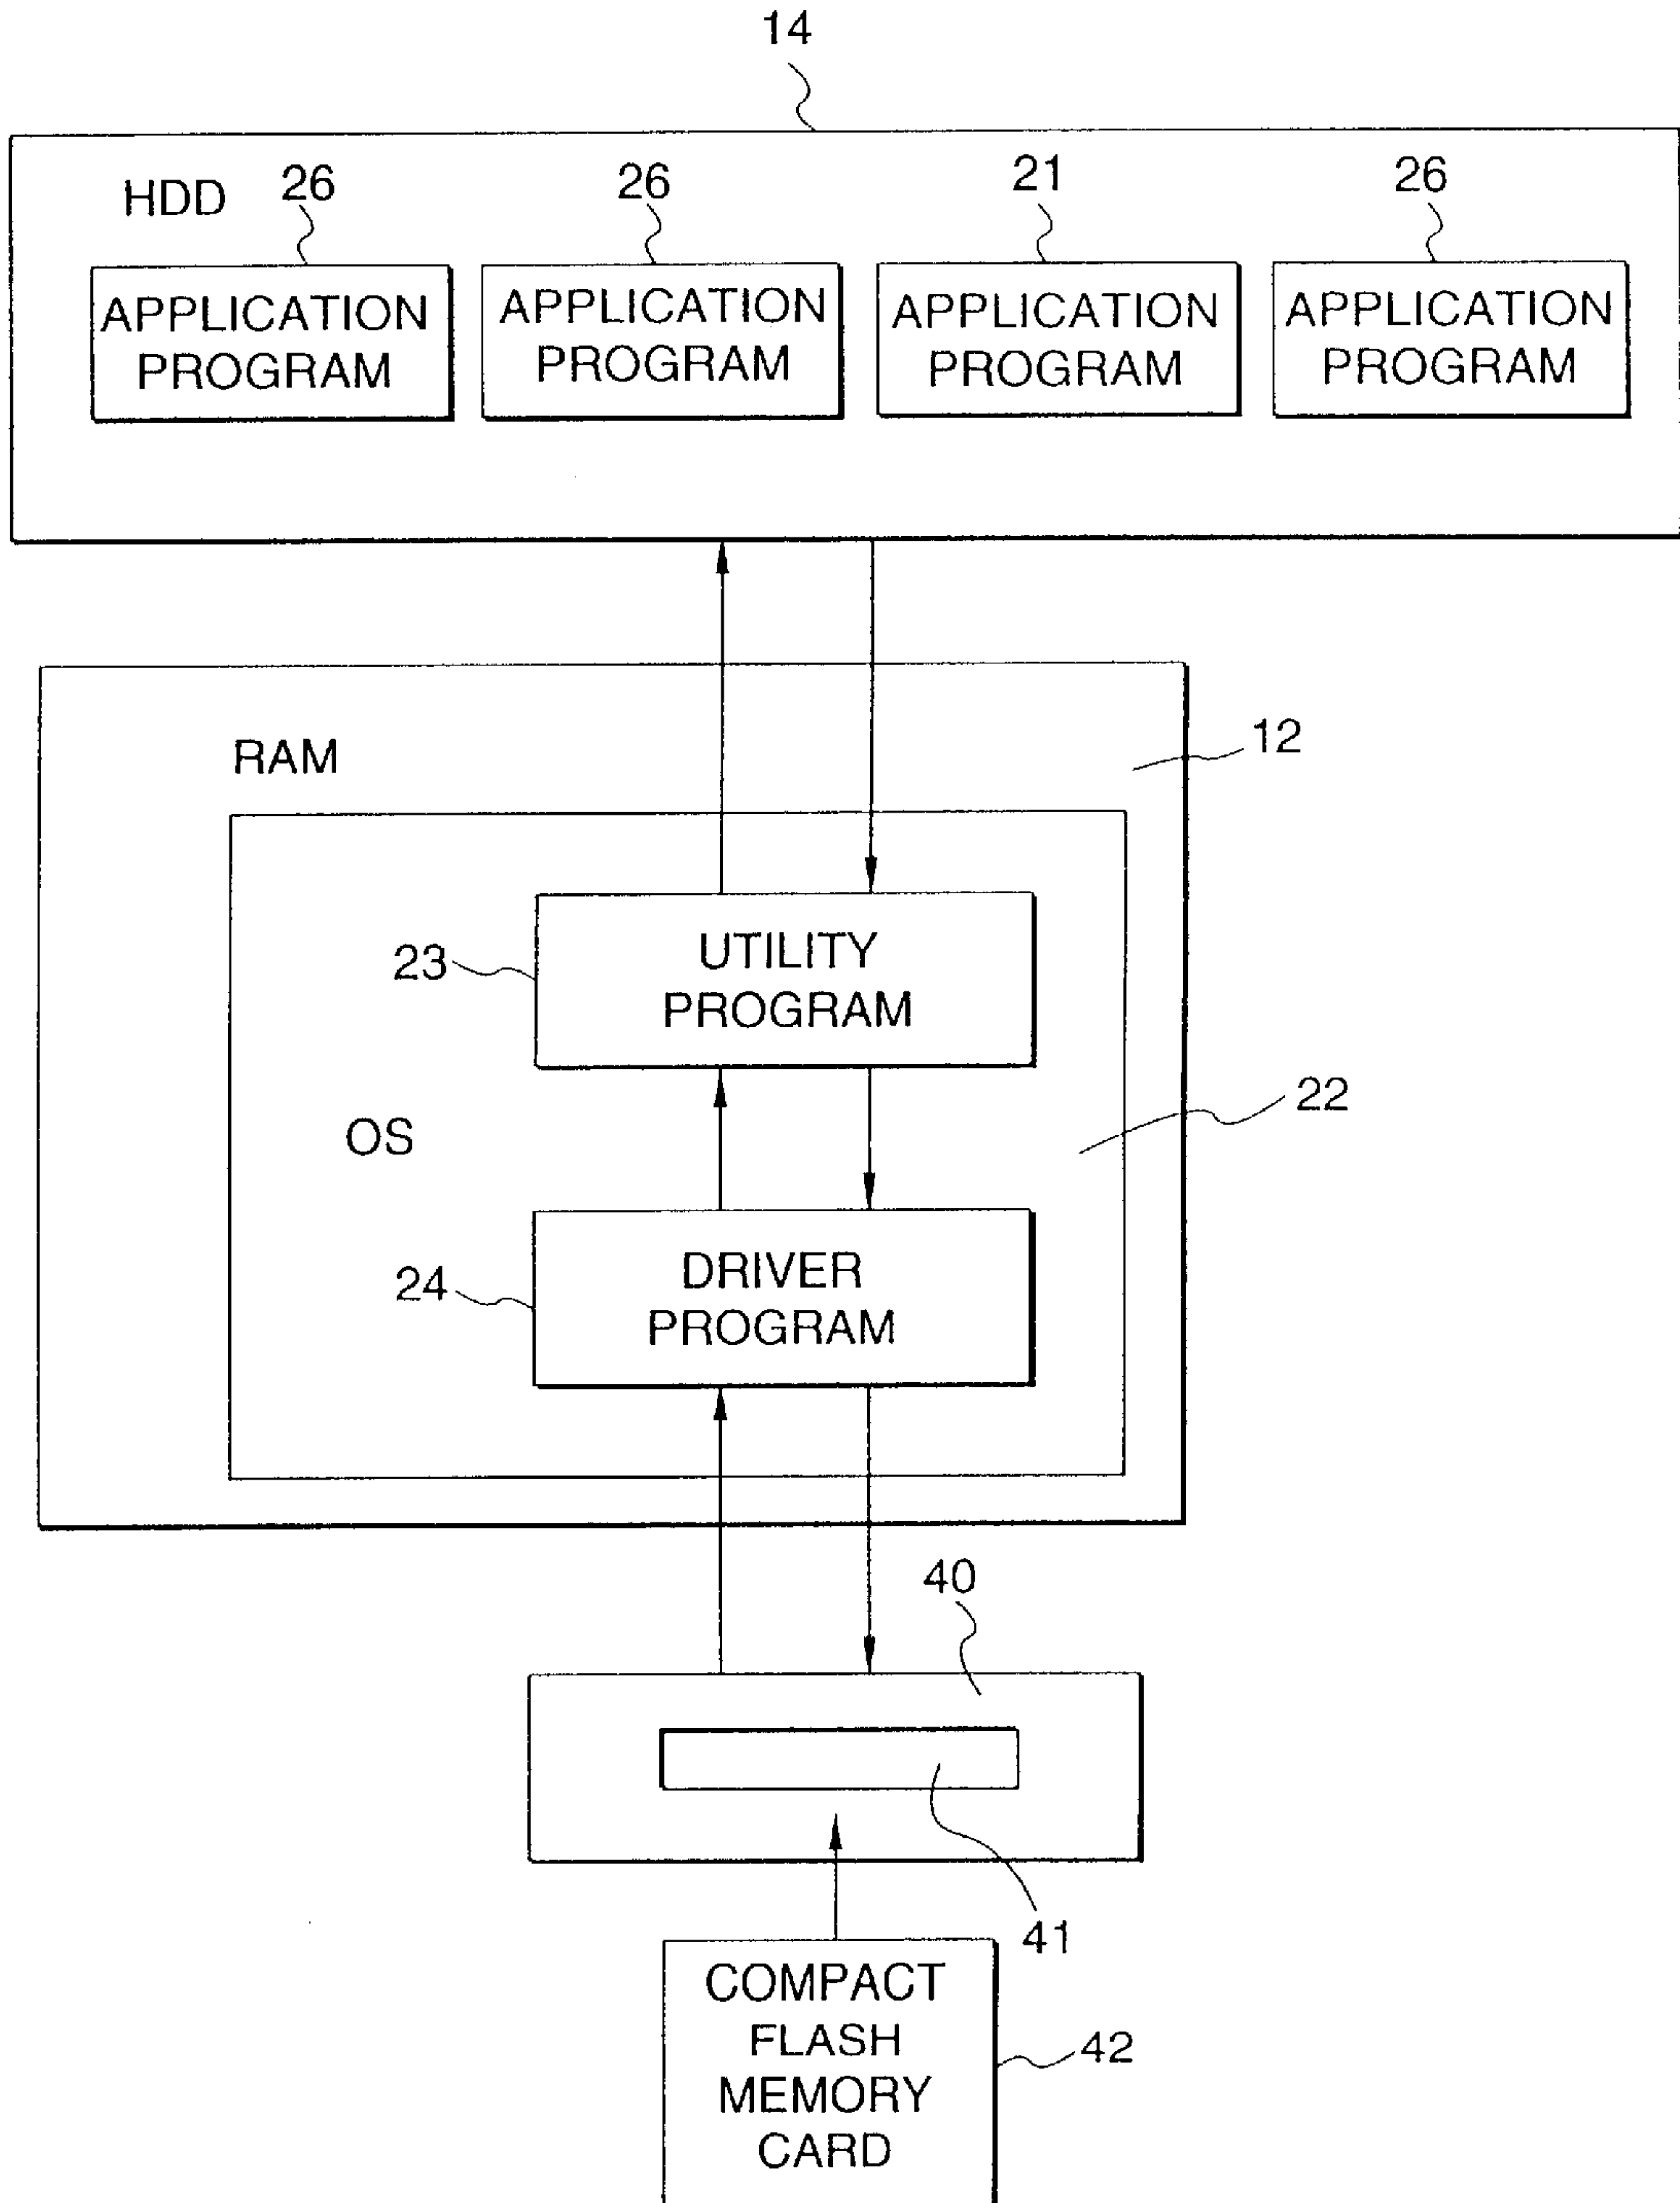 14
HDD
26
26
21
26
APPLICATION
PROGRAM
APPLICATION
PROGRAM
APPLICATION
PROGRAM
APPLICATION
PROGRAM
RAM
12
23
UTILITY
PROGRAM
OS
22
24
DRIVER
PROGRAM
40
41
COMPACT
FLASH
MEMORY
CARD
42